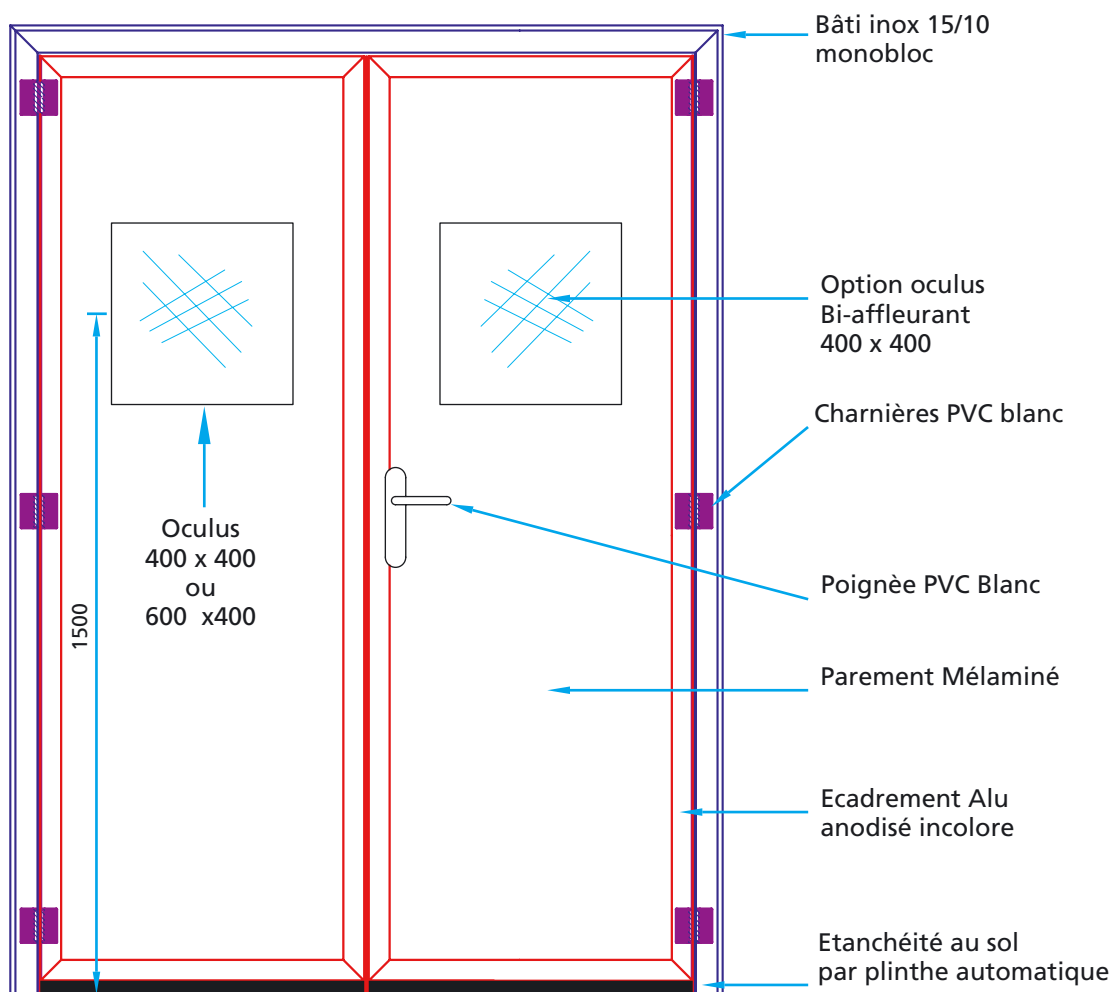 Bâti inox 15/10
monobloc
Option oculus
Bi-affleurant
400 x 400
Charnières PVC blanc
Oculus
400 x 400
ou
600 x400
1500
Poignèe PVC Blanc
Parement Mélaminé
Ecadrement Alu
anodisé incolore
Etanchéité au sol
par plinthe automatique